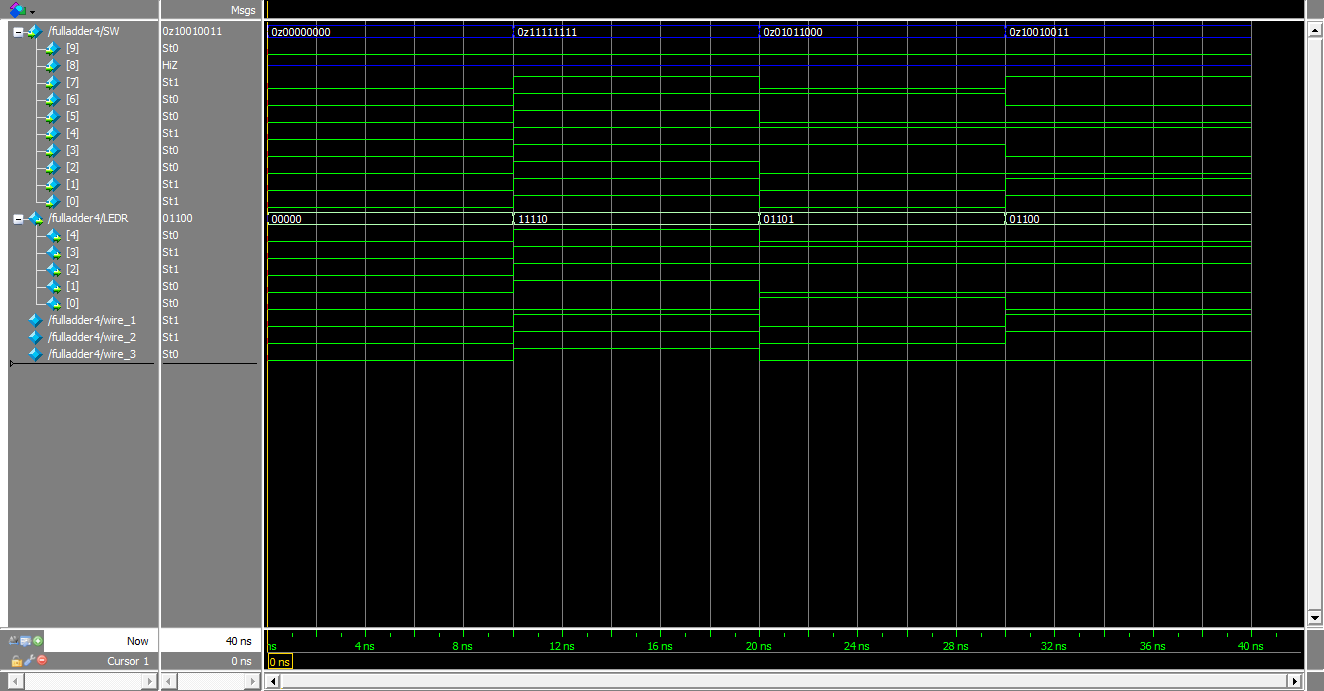 Msgs
/fulladder4/SW 0z10010011 0z00000000 0z11111111 0z01011000 0z10010011
[9] St0
[8] HiZ
[7] St1
[6] St0
[5] St0
[4] St1
[3] St0
[2] St0
[1] St1
[0] St1
/fulladder4/LEDR 01100 00000 11110 01101 01100
[4] St0
[3] St1
[2] St1
[1] St0
[0] St0
/fulladder4/wire_1 St1
/fulladder4/wire_2 St1
/fulladder4/wire_3 St0
Now 40 ns ns 4 ns 8 ns 12 ns 16 ns 20 ns 24 ns 28 ns 32 ns 36 ns 40 ns
Cursor 1 0 ns 0 ns